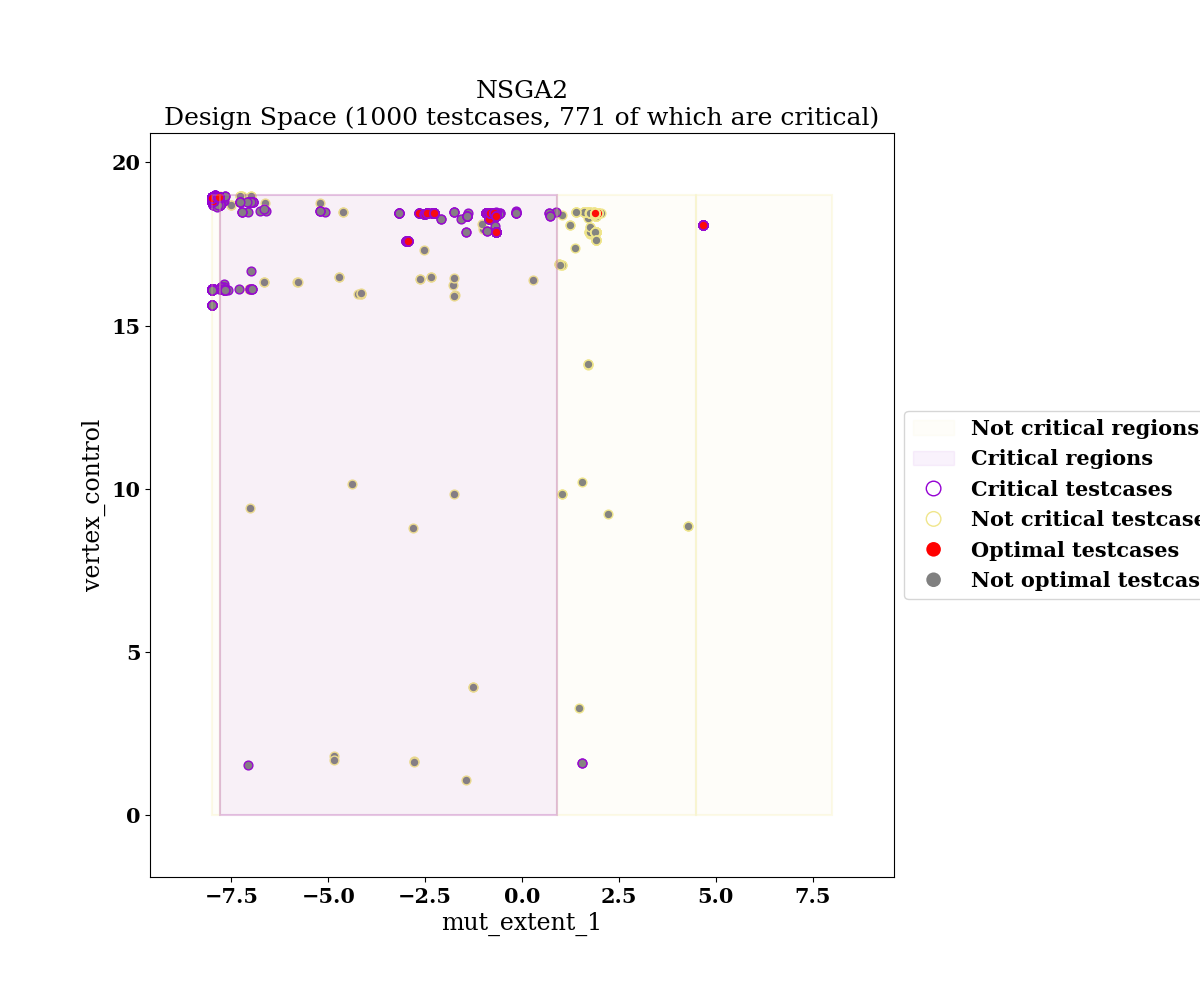 NSGA2
Design Space (1000 testcases, 771 of which are critical)
20
15
10
5
0
vertex_control
−7.5
−5.0
−2.5
0.0
2.5
5.0
7.5
mut_extent_1
Not critical regions
Critical regions
Critical testcases
Not critical testcase
Optimal testcases
Not optimal testcas